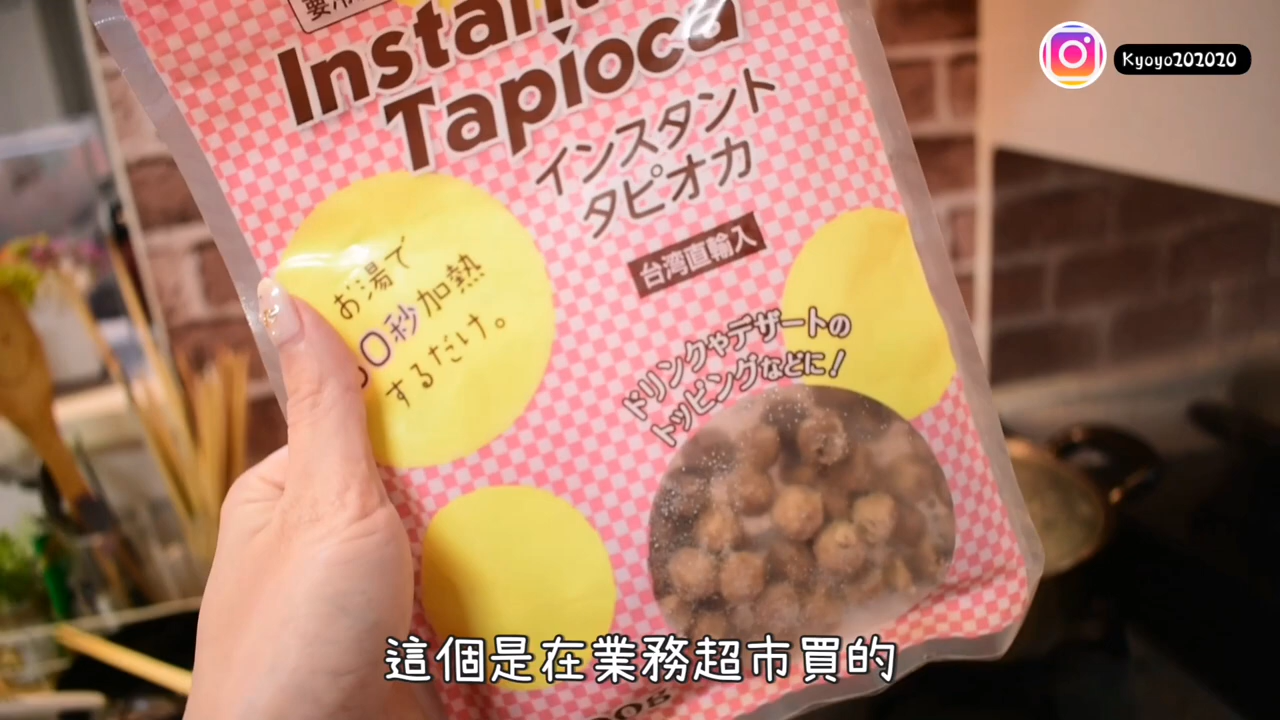 Instant
Tapioca
インスタント
タピオカ
台湾直輸入
お湯で
0秒加熱
するだけ。
ドリンクやデザートの
トッピングなどに!
Kyoyo202020
這個是在業務超市買的